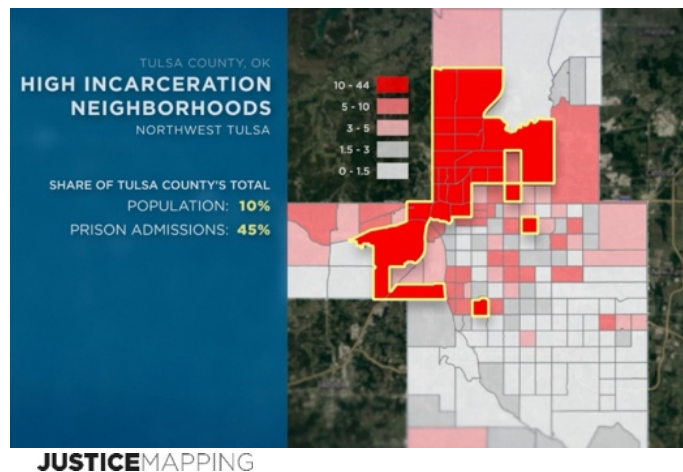 TULSA COUNTY, OK
HIGH INCARCERATION
NEIGHBORHOODS
NORTHWEST TULSA
SHARE OF TULSA COUNTY'S TOTAL
POPULATION: 10%
PRISON ADMISSIONS: 45%
10 - 44
5 - 10
3 - 5
1.5 - 3
0 - 1.5
JUSTICEMAPPING